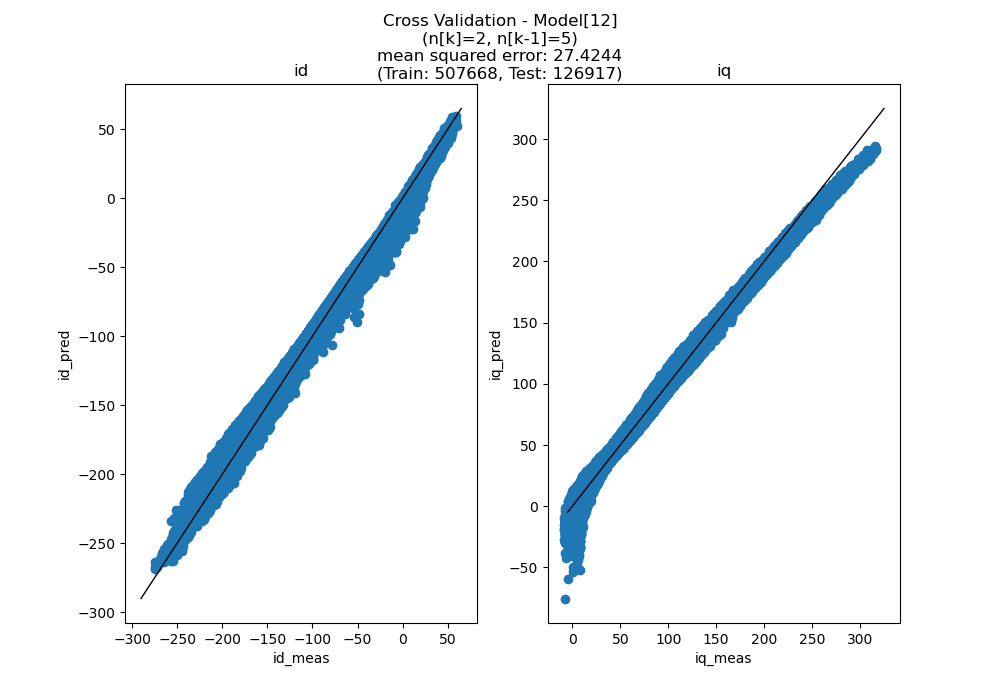 Cross Validation - Model[12]
(n[k]=2, n[k-1]=5)
mean squared error: 27.4244
(Train: 507668, Test: 126917)
id
50
0
−50
−100
−150
−200
−250
−300
id_pred
−300 −250 −200 −150 −100 −50 0 50
id_meas
iq
300
250
200
150
100
50
0
−50
iq_pred
0 50 100 150 200 250 300
iq_meas